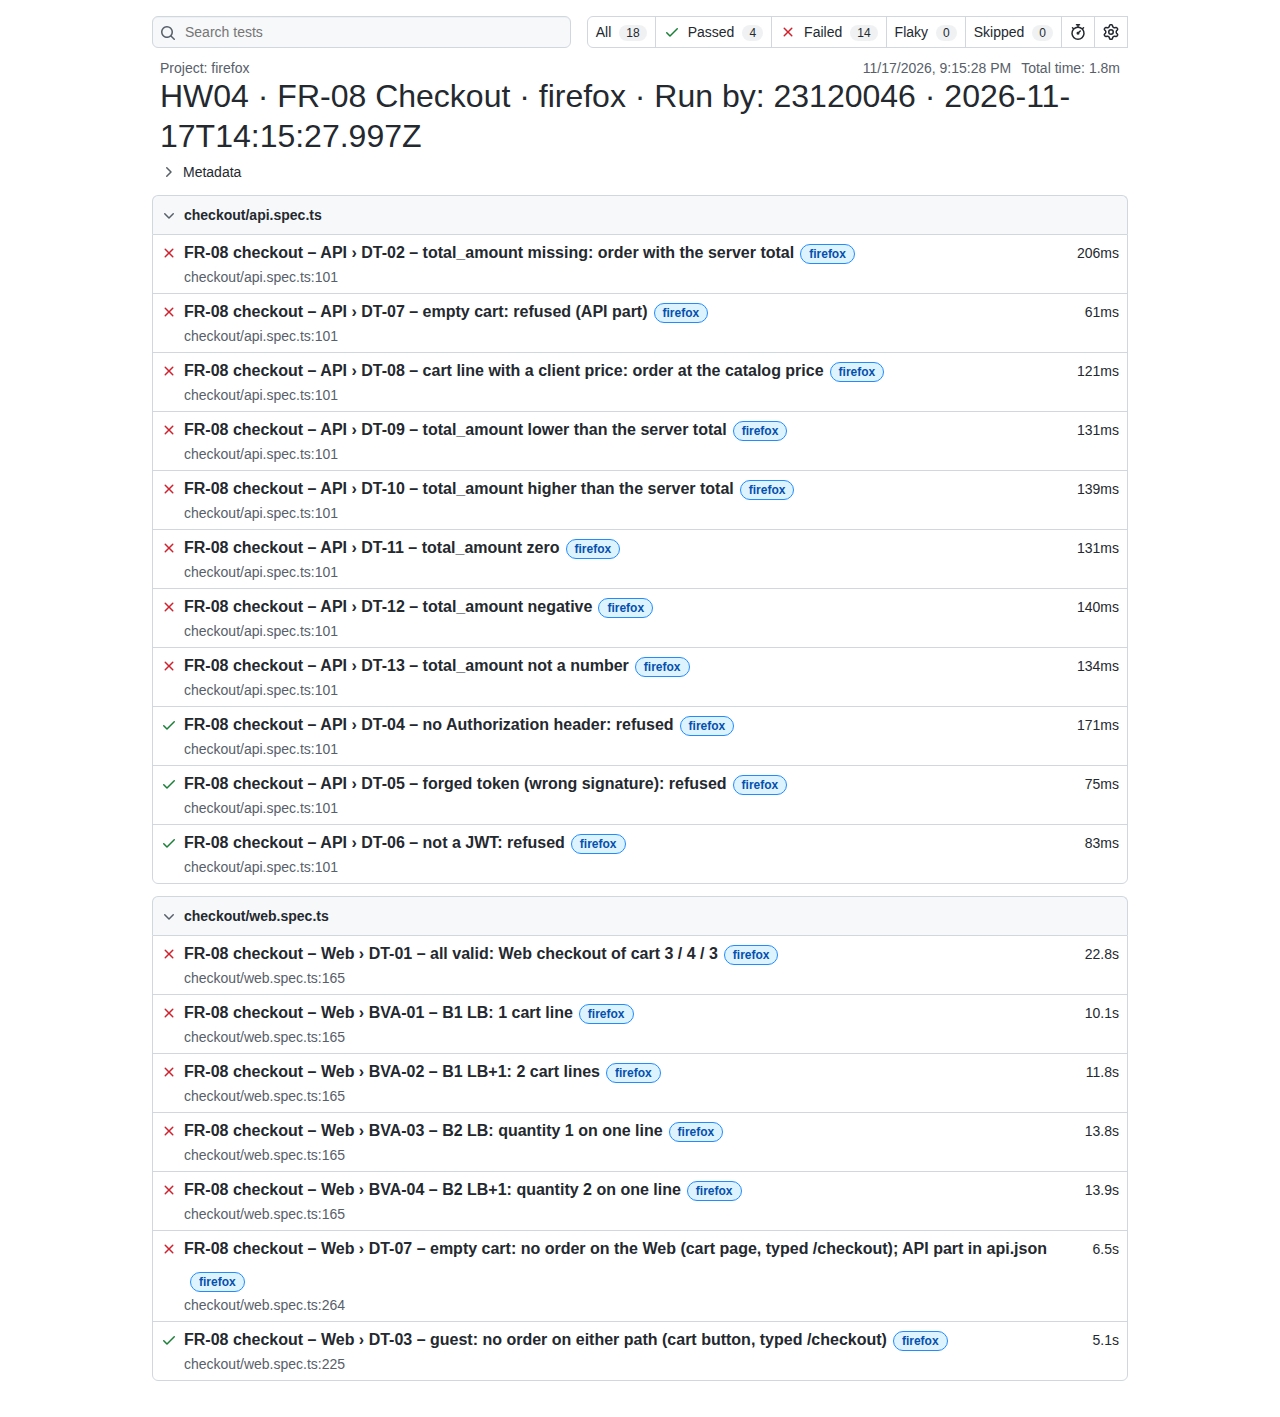 Search tests
All 18 Passed 4 Failed 14 Flaky 0 Skipped 0
Project: firefox 11/17/2026, 9:15:28 PM Total time: 1.8m
HW04 · FR-08 Checkout · firefox · Run by: 23120046 · 2026-11-
17T14:15:27.997Z
Metadata
checkout/api.spec.ts
FR-08 checkout – API › DT-02 – total_amount missing: order with the server total firefox 206ms
checkout/api.spec.ts:101
FR-08 checkout – API › DT-07 – empty cart: refused (API part) firefox 61ms
checkout/api.spec.ts:101
FR-08 checkout – API › DT-08 – cart line with a client price: order at the catalog price firefox 121ms
checkout/api.spec.ts:101
FR-08 checkout – API › DT-09 – total_amount lower than the server total firefox 131ms
checkout/api.spec.ts:101
FR-08 checkout – API › DT-10 – total_amount higher than the server total firefox 139ms
checkout/api.spec.ts:101
FR-08 checkout – API › DT-11 – total_amount zero firefox 131ms
checkout/api.spec.ts:101
FR-08 checkout – API › DT-12 – total_amount negative firefox 140ms
checkout/api.spec.ts:101
FR-08 checkout – API › DT-13 – total_amount not a number firefox 134ms
checkout/api.spec.ts:101
FR-08 checkout – API › DT-04 – no Authorization header: refused firefox 171ms
checkout/api.spec.ts:101
FR-08 checkout – API › DT-05 – forged token (wrong signature): refused firefox 75ms
checkout/api.spec.ts:101
FR-08 checkout – API › DT-06 – not a JWT: refused firefox 83ms
checkout/api.spec.ts:101
checkout/web.spec.ts
FR-08 checkout – Web › DT-01 – all valid: Web checkout of cart 3 / 4 / 3 firefox 22.8s
checkout/web.spec.ts:165
FR-08 checkout – Web › BVA-01 – B1 LB: 1 cart line firefox 10.1s
checkout/web.spec.ts:165
FR-08 checkout – Web › BVA-02 – B1 LB+1: 2 cart lines firefox 11.8s
checkout/web.spec.ts:165
FR-08 checkout – Web › BVA-03 – B2 LB: quantity 1 on one line firefox 13.8s
checkout/web.spec.ts:165
FR-08 checkout – Web › BVA-04 – B2 LB+1: quantity 2 on one line firefox 13.9s
checkout/web.spec.ts:165
FR-08 checkout – Web › DT-07 – empty cart: no order on the Web (cart page, typed /checkout); API part in api.json 6.5s
firefox
checkout/web.spec.ts:264
FR-08 checkout – Web › DT-03 – guest: no order on either path (cart button, typed /checkout) firefox 5.1s
checkout/web.spec.ts:225